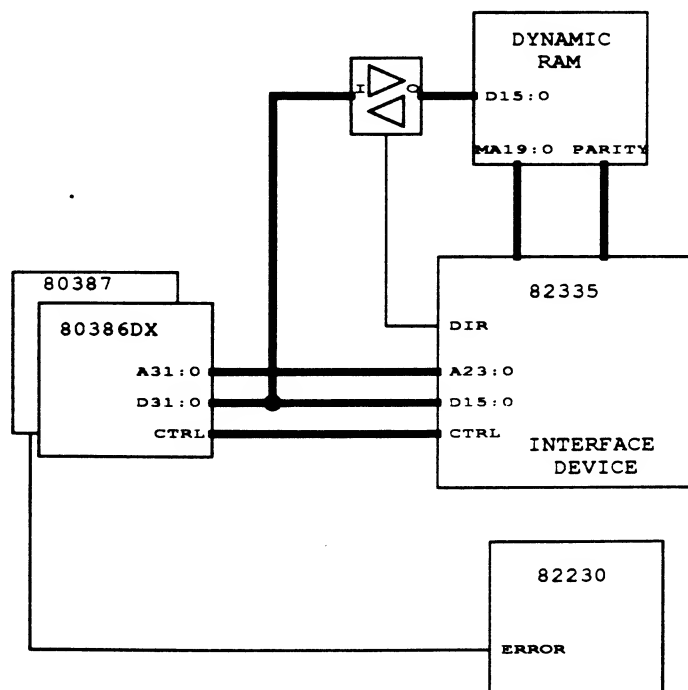 DYNAMIC
RAM
I
O
D15:0
MA19:0 PARITY
80387
80386DX
A31:0
D31:0
CTRL
82335
DIR
A23:0
D15:0
CTRL
INTERFACE
DEVICE
82230
ERROR